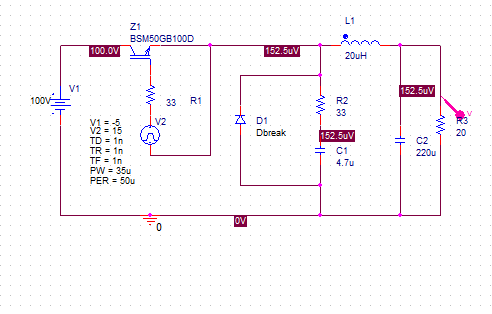 Z1
BSM50GB100D
L1
100.0V
152.5uV
20uH
V1
100V
33
R1
V2
V1 = -5
V2 = 15
TD = 1n
TR = 1n
TF = 1n
PW = 35u
PER = 50u
D1
Dbreak
R2
33
152.5uV
C1
4.7u
152.5uV
V
R3
20
C2
220u
0
0V